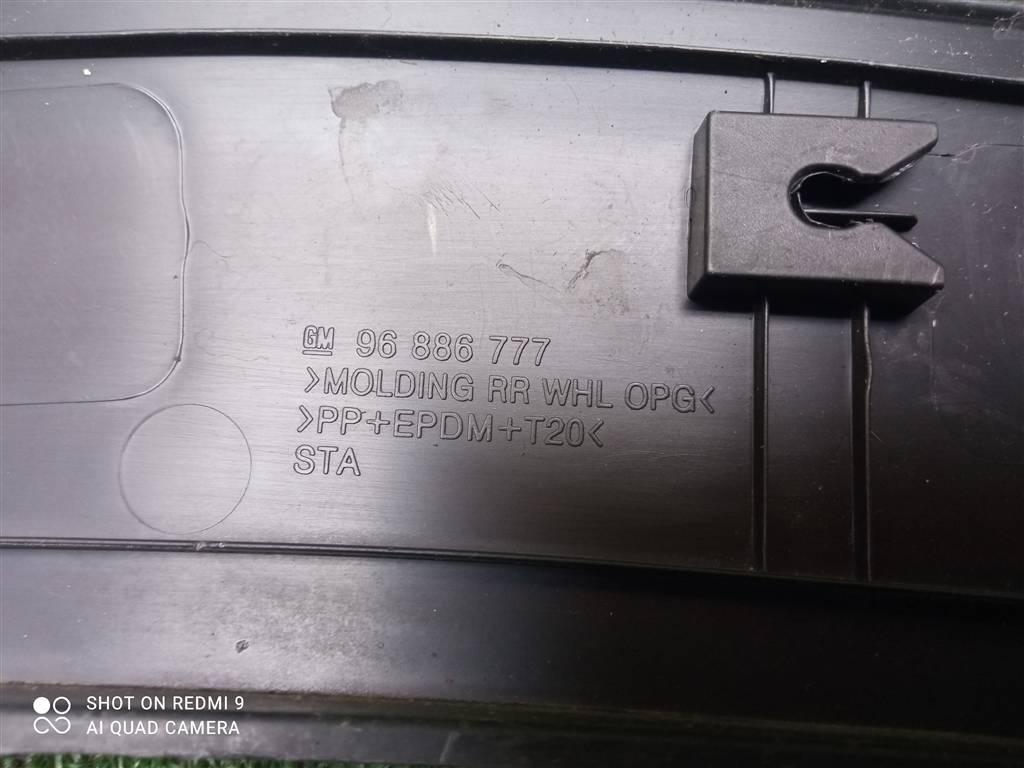 GM 96 886 777
>MOLDING RR WHL OPG<
>PP+EPDM+T20<
STA
SHOT ON REDMI 9
AI QUAD CAMERA